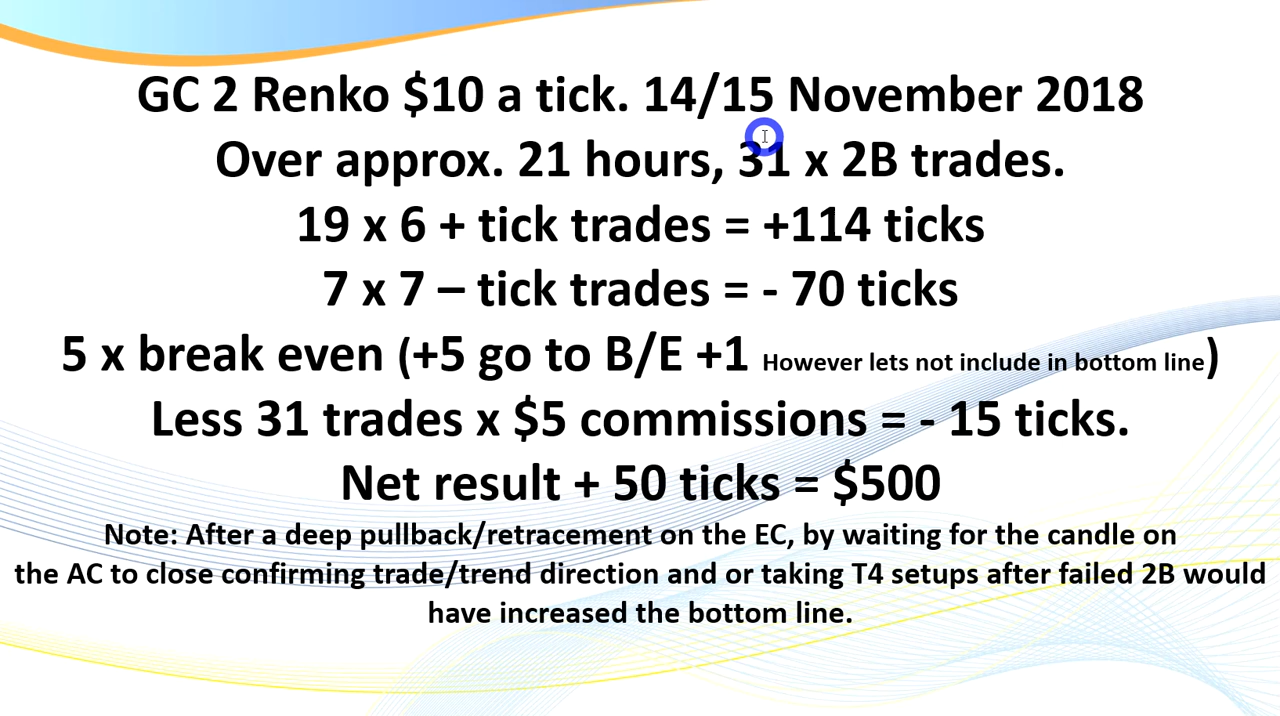 GC 2 Renko $10 a tick. 14/15 November 2018
Over approx. 21 hours, 31 x 2B trades.
19 x 6 + tick trades = +114 ticks
7 x 7 – tick trades = - 70 ticks
5 x break even (+5 go to B/E +1 However lets not include in bottom line)
Less 31 trades x $5 commissions = - 15 ticks.
Net result + 50 ticks = $500
Note: After a deep pullback/retracement on the EC, by waiting for the candle on
the AC to close confirming trade/trend direction and or taking T4 setups after failed 2B would
have increased the bottom line.